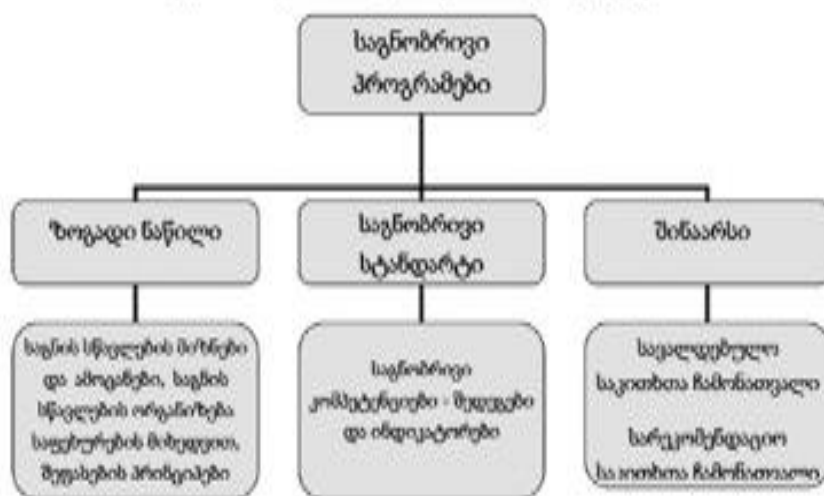 საგნობრივი
პროგრამები
ზოგადი ნაწილი
საგნობრივი
სტანდარტი
შინაარსი
საგნის სწავლების მიზნები
და ამოცანები, საგნის
სწავლების ორგანიზება
საფეხურების მიხედვით,
შეფასების პრინციპები
საგნობრივი
კომპეტენციები - შედეგები
და ინდიკატორები
სავალდებულო
საკითხთა ჩამონათვალი
სარეკომენდაციო
საკითხთა ჩამონათვალი